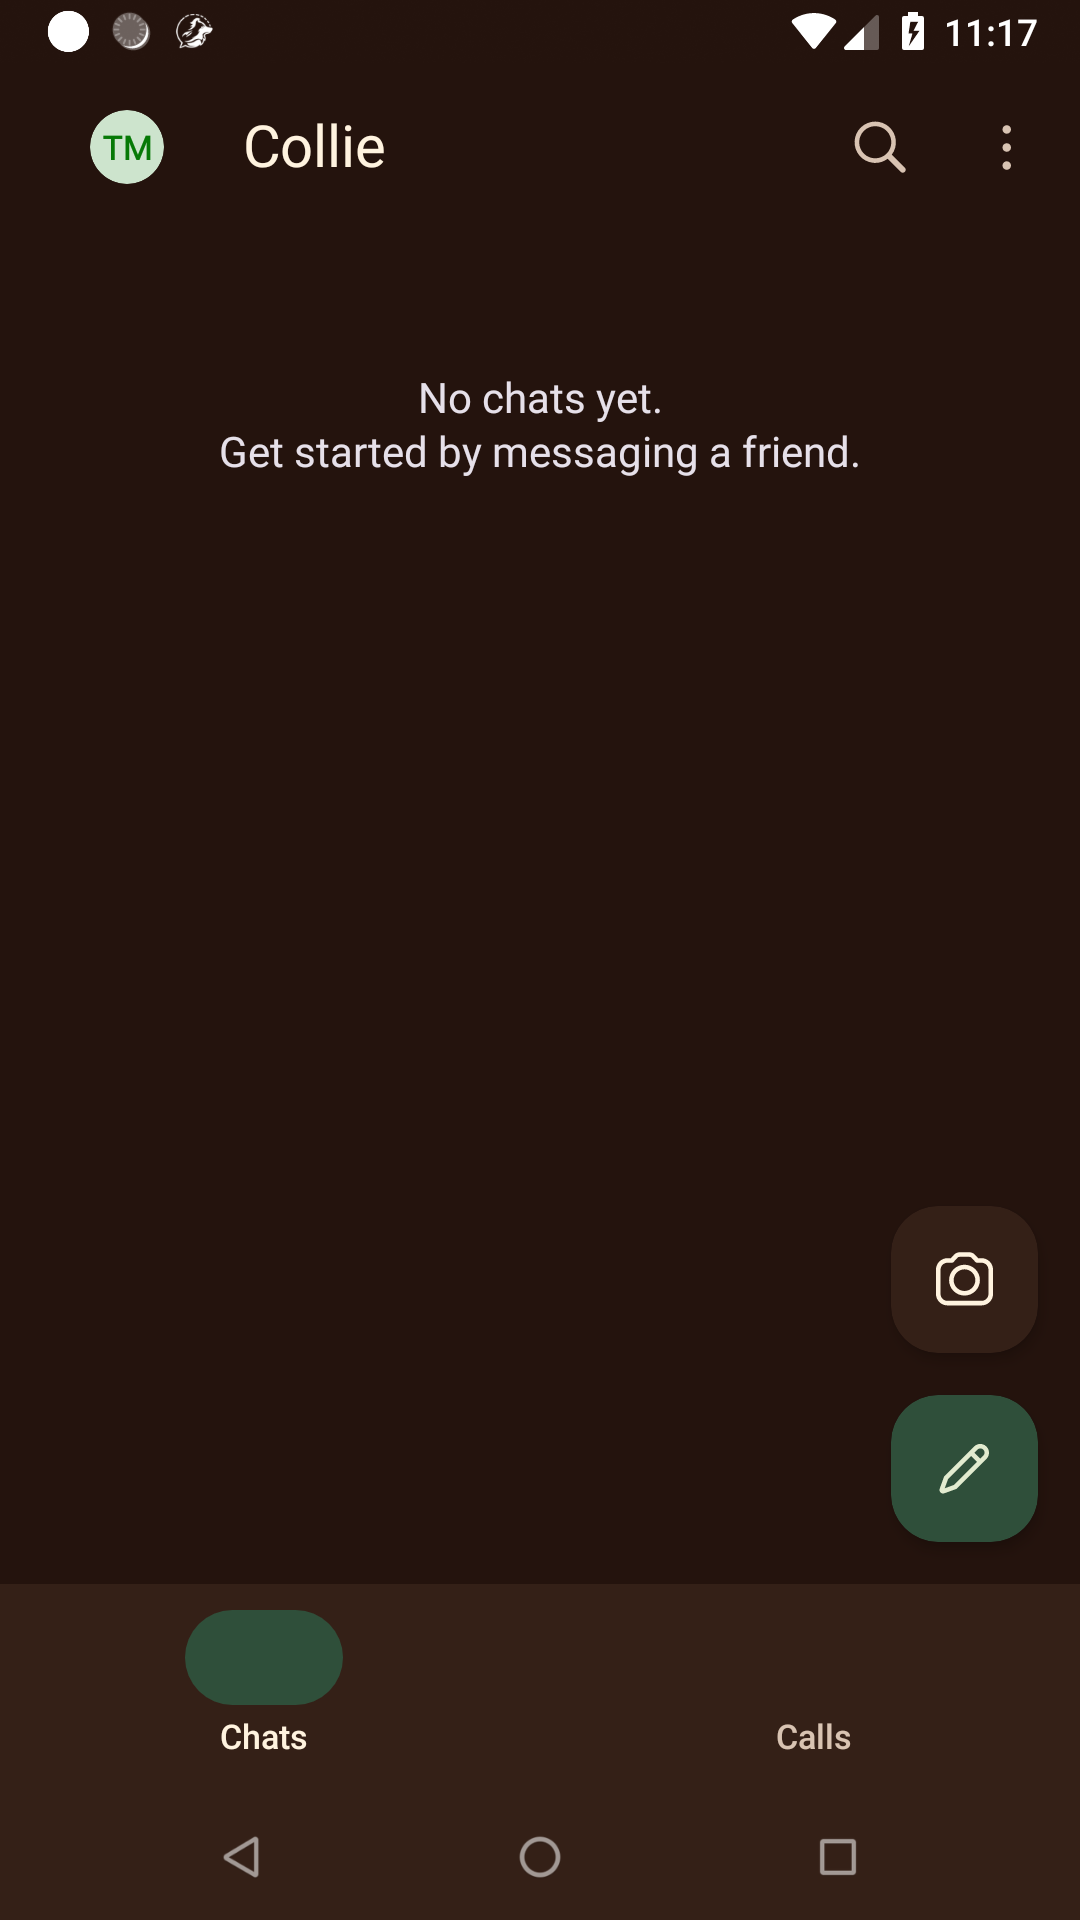 11:17
TM
Collie
No chats yet.
Get started by messaging a friend.
Chats
Calls